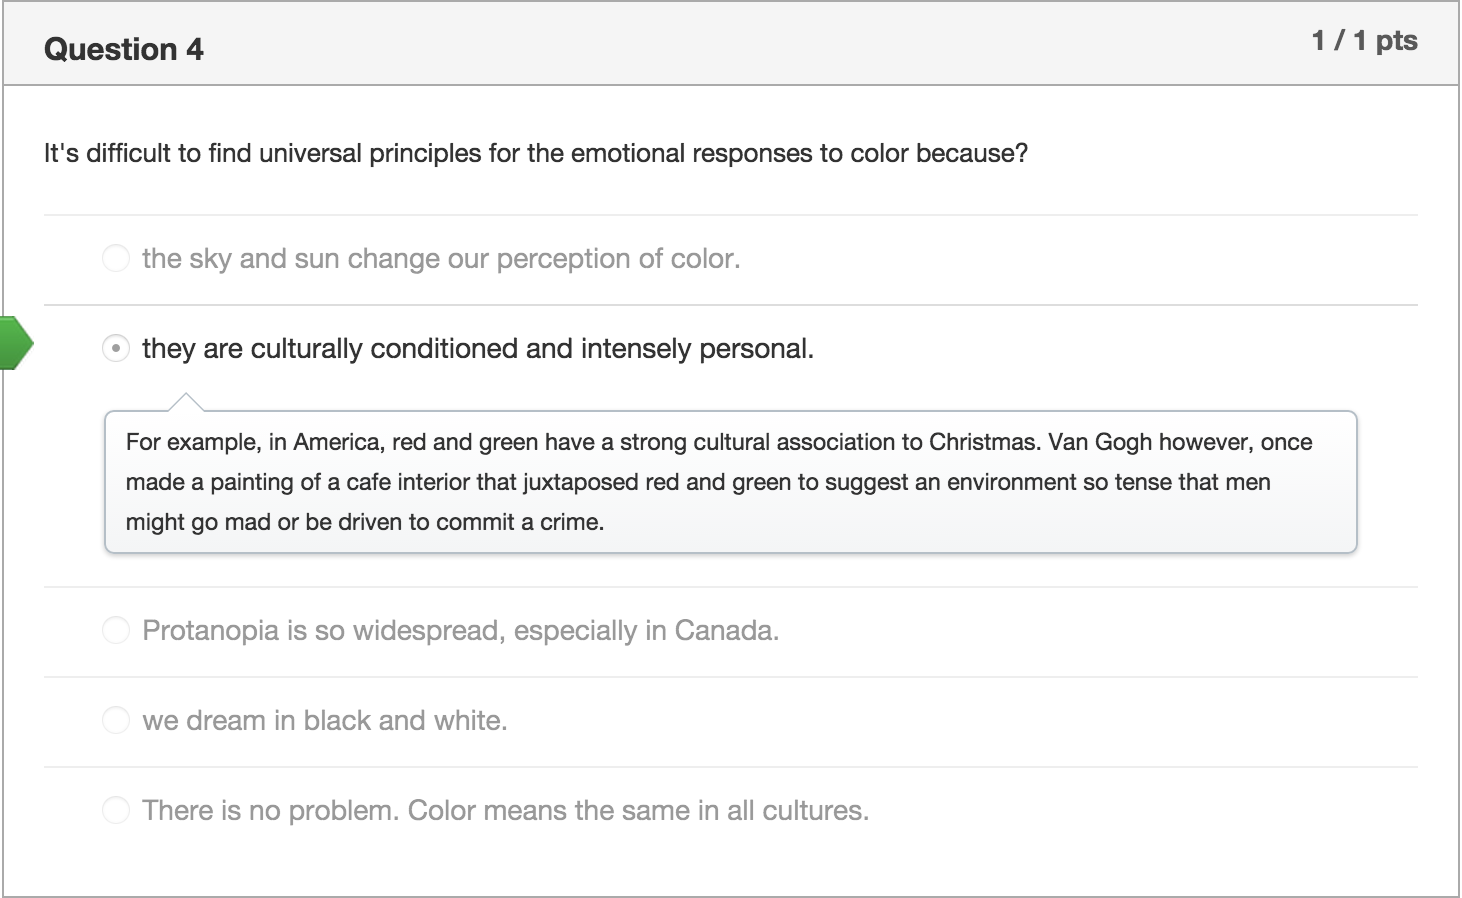 Question 4
1 / 1 pts
It's difficult to find universal principles for the emotional responses to color because?
the sky and sun change our perception of color.
they are culturally conditioned and intensely personal.
For example, in America, red and green have a strong cultural association to Christmas. Van Gogh however, once
made a painting of a cafe interior that juxtaposed red and green to suggest an environment so tense that men
might go mad or be driven to commit a crime.
Protanopia is so widespread, especially in Canada.
we dream in black and white.
There is no problem. Color means the same in all cultures.